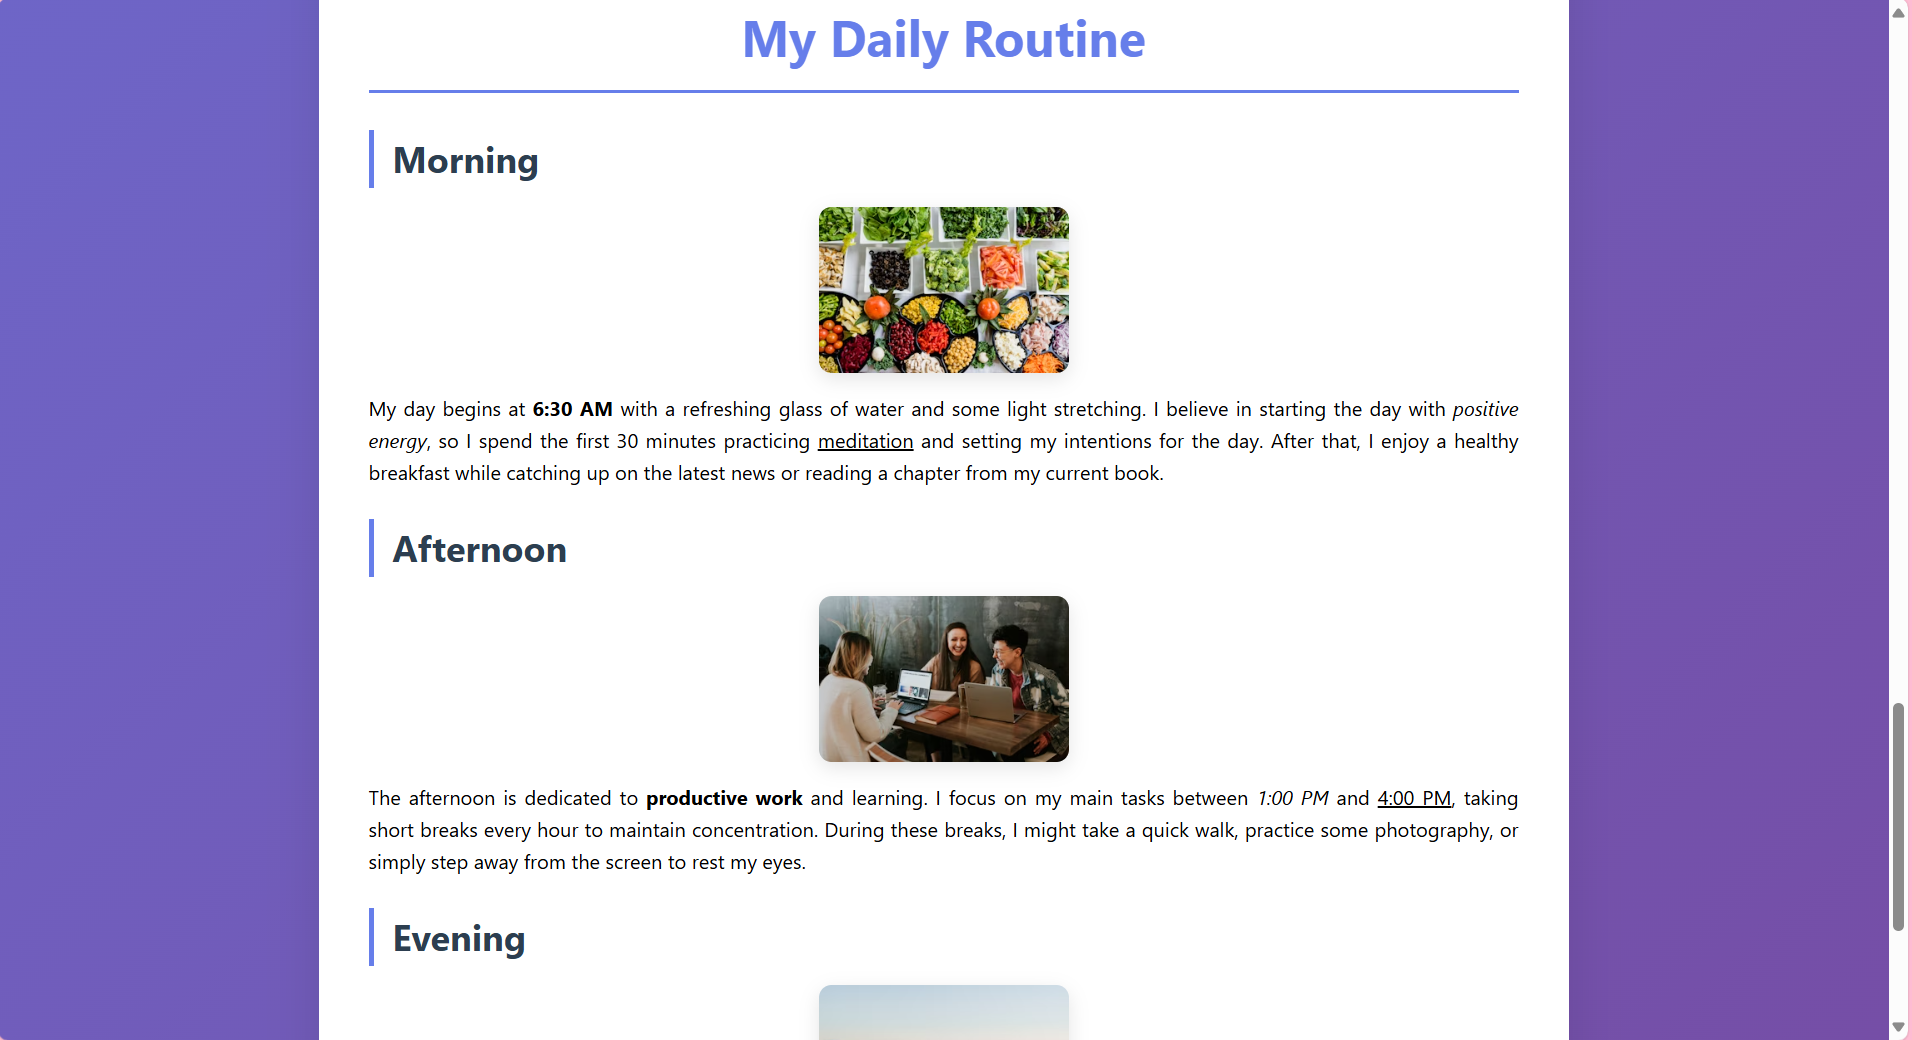 My Daily Routine
Morning
My day begins at 6:30 AM with a refreshing glass of water and some light stretching. I believe in starting the day with positive
energy, so I spend the first 30 minutes practicing meditation and setting my intentions for the day. After that, I enjoy a healthy
breakfast while catching up on the latest news or reading a chapter from my current book.
Afternoon
The afternoon is dedicated to productive work and learning. I focus on my main tasks between 1:00 PM and 4:00 PM, taking
short breaks every hour to maintain concentration. During these breaks, I might take a quick walk, practice some photography, or
simply step away from the screen to rest my eyes.
Evening